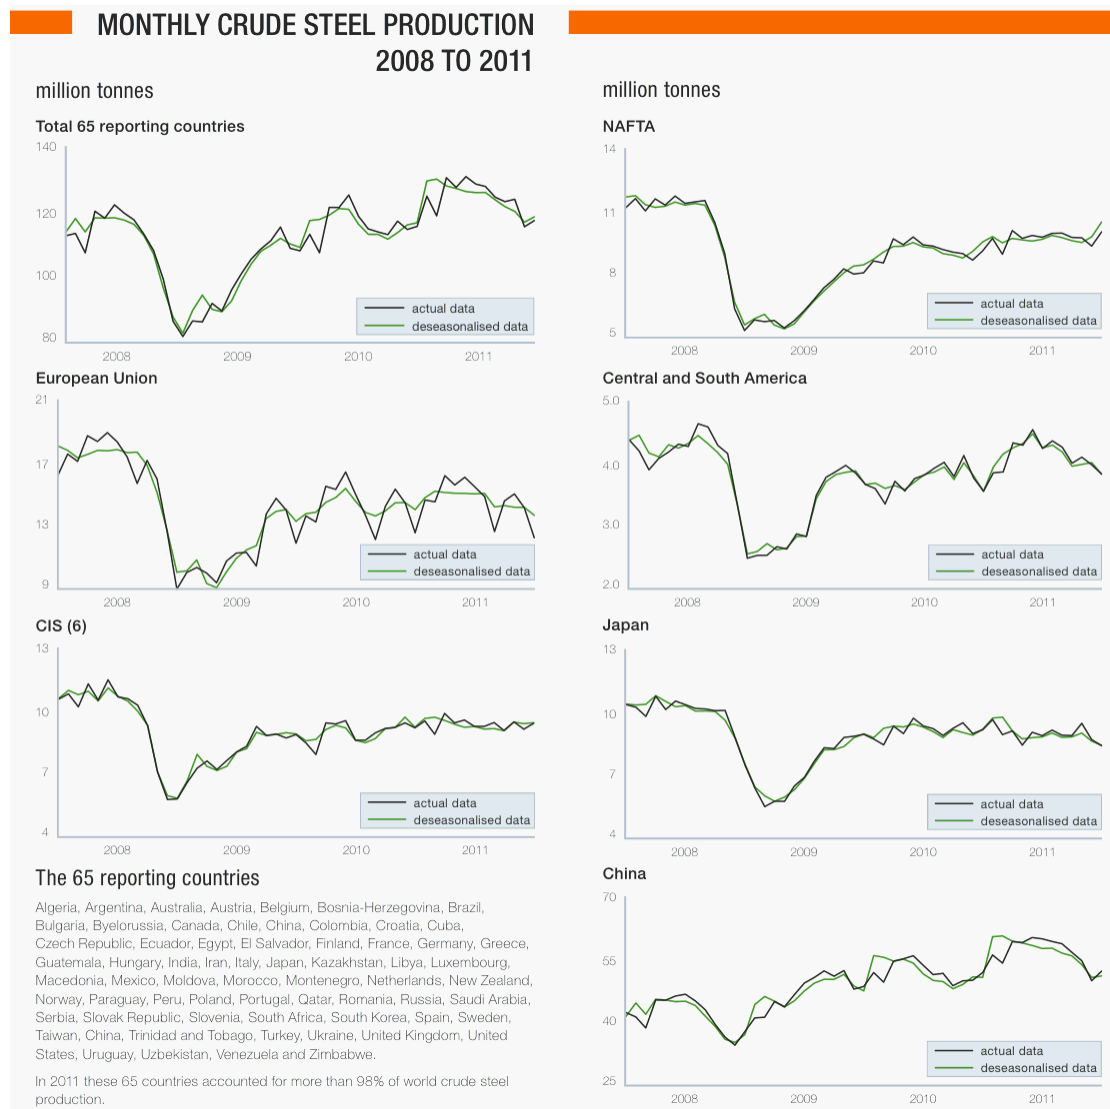 MONTHLY CRUDE STEEL PRODUCTION
2008 TO 2011
million tonnes
Total 65 reporting countries
140
120
100
80
actual data
deseasonalised data
2008
2009
2010
2011
European Union
21
17
13
9
actual data
deseasonalised data
2008
2009
2010
2011
CIS (6)
13
10
7
4
actual data
deseasonalised data
2008
2009
2010
2011
The 65 reporting countries
Algeria, Argentina, Australia, Austria, Belgium, Bosnia-Herzegovina, Brazil,
Bulgaria, Byelorussia, Canada, Chile, China, Colombia, Croatia, Cuba,
Czech Republic, Ecuador, Egypt, El Salvador, Finland, France, Germany, Greece,
Guatemala, Hungary, India, Iran, Italy, Japan, Kazakhstan, Libya, Luxembourg,
Macedonia, Mexico, Moldova, Morocco, Montenegro, Netherlands, New Zealand,
Norway, Paraguay, Peru, Poland, Portugal, Qatar, Romania, Russia, Saudi Arabia,
Serbia, Slovak Republic, Slovenia, South Africa, South Korea, Spain, Sweden,
Taiwan, China, Trinidad and Tobago, Turkey, Ukraine, United Kingdom, United
States, Uruguay, Uzbekistan, Venezuela and Zimbabwe.
In 2011 these 65 countries accounted for more than 98% of world crude steel
production.
million tonnes
NAFTA
14
11
8
5
actual data
deseasonalised data
2008
2009
2010
2011
Central and South America
5.0
4.0
3.0
2.0
actual data
deseasonalised data
2008
2009
2010
2011
Japan
13
10
7
4
actual data
deseasonalised data
2008
2009
2010
2011
China
70
55
40
25
actual data
deseasonalised data
2008
2009
2010
2011